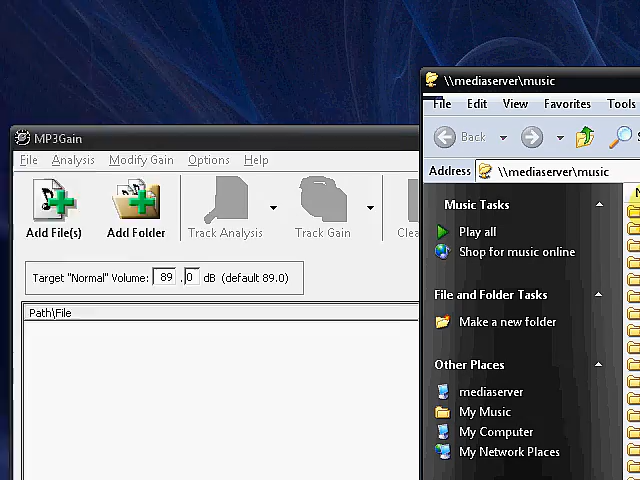 MP3Gain
File Analysis Modify Gain Options Help
Add File(s) Add Folder Track Analysis Track Gain
Target "Normal" Volume: 89 . 0 dB (default 89.0)
Path\File
\\mediaserver\music
File Edit View Favorites Tools
Back
Address \\mediaserver\music
Music Tasks
Play all
Shop for music online
File and Folder Tasks
Make a new folder
Other Places
mediaserver
My Music
My Computer
My Network Places